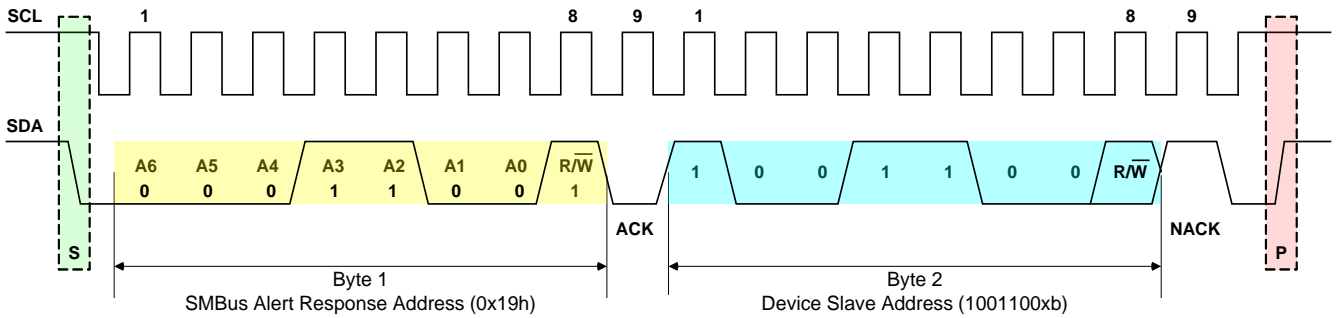 SCL 1 8 9 1 8 9
SDA
A6 A5 A4 A3 A2 A1 A0 R/W̅ 1 0 0 1 1 0 0 R/W̅
0 0 0 1 1 0 0 1
S ACK NACK P
Byte 1 Byte 2
SMBus Alert Response Address (0x19h) Device Slave Address (1001100xb)